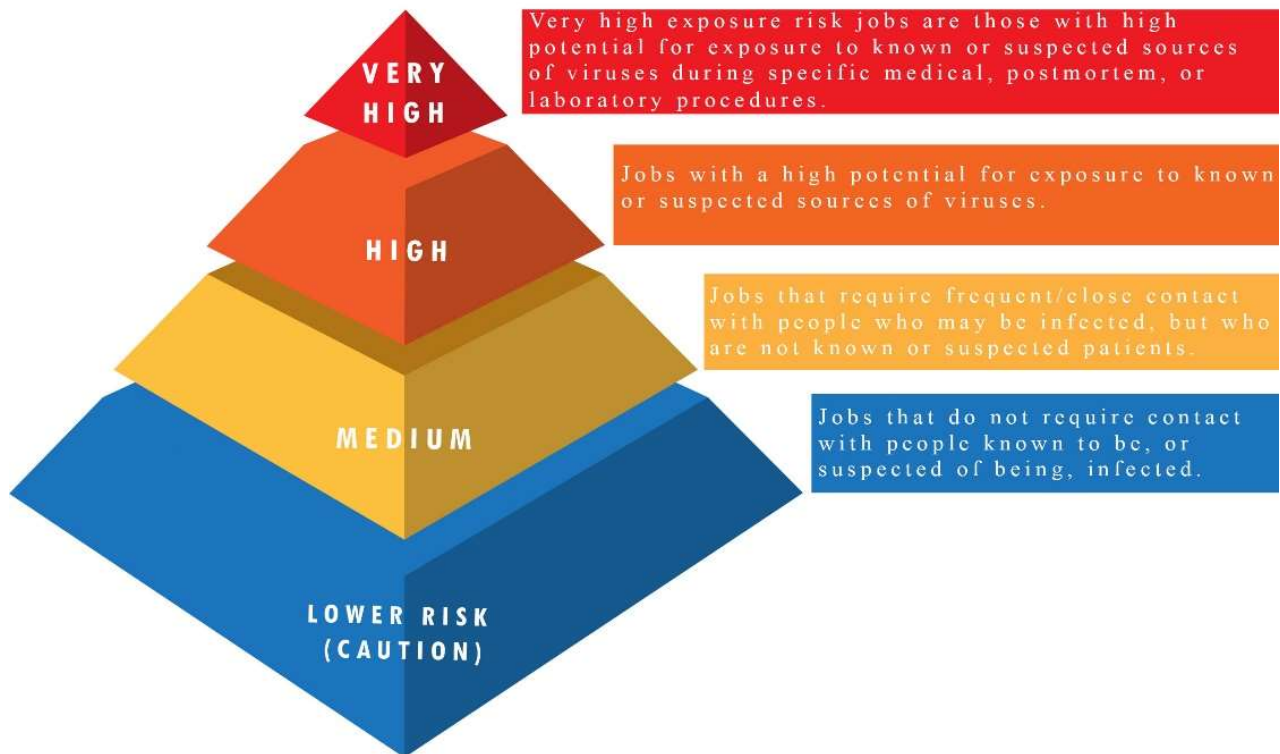 VERY
HIGH
Very high exposure risk jobs are those with high
potential for exposure to known or suspected sources
of viruses during specific medical, postmortem, or
laboratory procedures.
HIGH
Jobs with a high potential for exposure to known
or suspected sources of viruses.
MEDIUM
Jobs that require frequent/close contact
with people who may be infected, but who
are not known or suspected patients.
LOWER RISK
(CAUTION)
Jobs that do not require contact
with people known to be, or
suspected of being, infected.